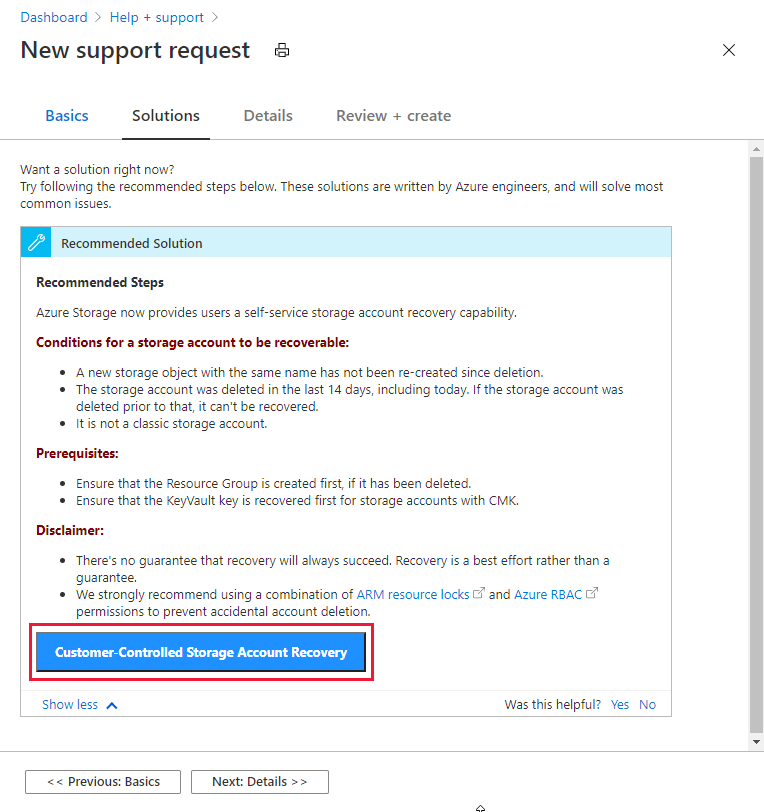 Dashboard > Help + support >
New support request
Basics Solutions Details Review + create
Want a solution right now?
Try following the recommended steps below. These solutions are written by Azure engineers, and will solve most
common issues.
Recommended Solution
Recommended Steps
Azure Storage now provides users a self-service storage account recovery capability.
Conditions for a storage account to be recoverable:
• A new storage object with the same name has not been re-created since deletion.
• The storage account was deleted in the last 14 days, including today. If the storage account was
deleted prior to that, it can't be recovered.
• It is not a classic storage account.
Prerequisites:
• Ensure that the Resource Group is created first, if it has been deleted.
• Ensure that the KeyVault key is recovered first for storage accounts with CMK.
Disclaimer:
• There's no guarantee that recovery will always succeed. Recovery is a best effort rather than a
guarantee.
• We strongly recommend using a combination of ARM resource locks and Azure RBAC
permissions to prevent accidental account deletion.
Customer-Controlled Storage Account Recovery
Show less Was this helpful? Yes No
<< Previous: Basics Next: Details >>